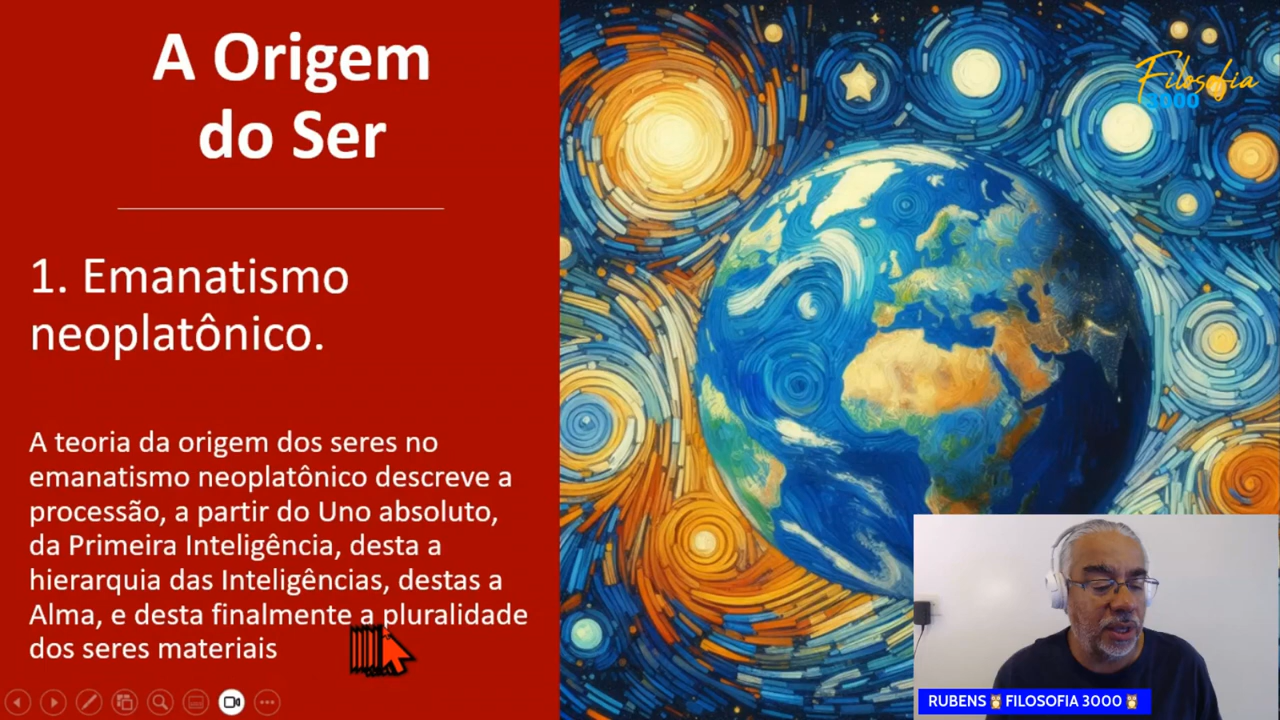 A Origem
do Ser
1. Emanatismo
neoplatônico.
A teoria da origem dos seres no
emanatismo neoplatônico descreve a
processão, a partir do Uno absoluto,
da Primeira Inteligência, desta a
hierarquia das Inteligências, destas a
Alma, e desta finalmente a pluralidade
dos seres materiais
Filosofia
3000
RUBENS🦉FILOSOFIA 3000🦉